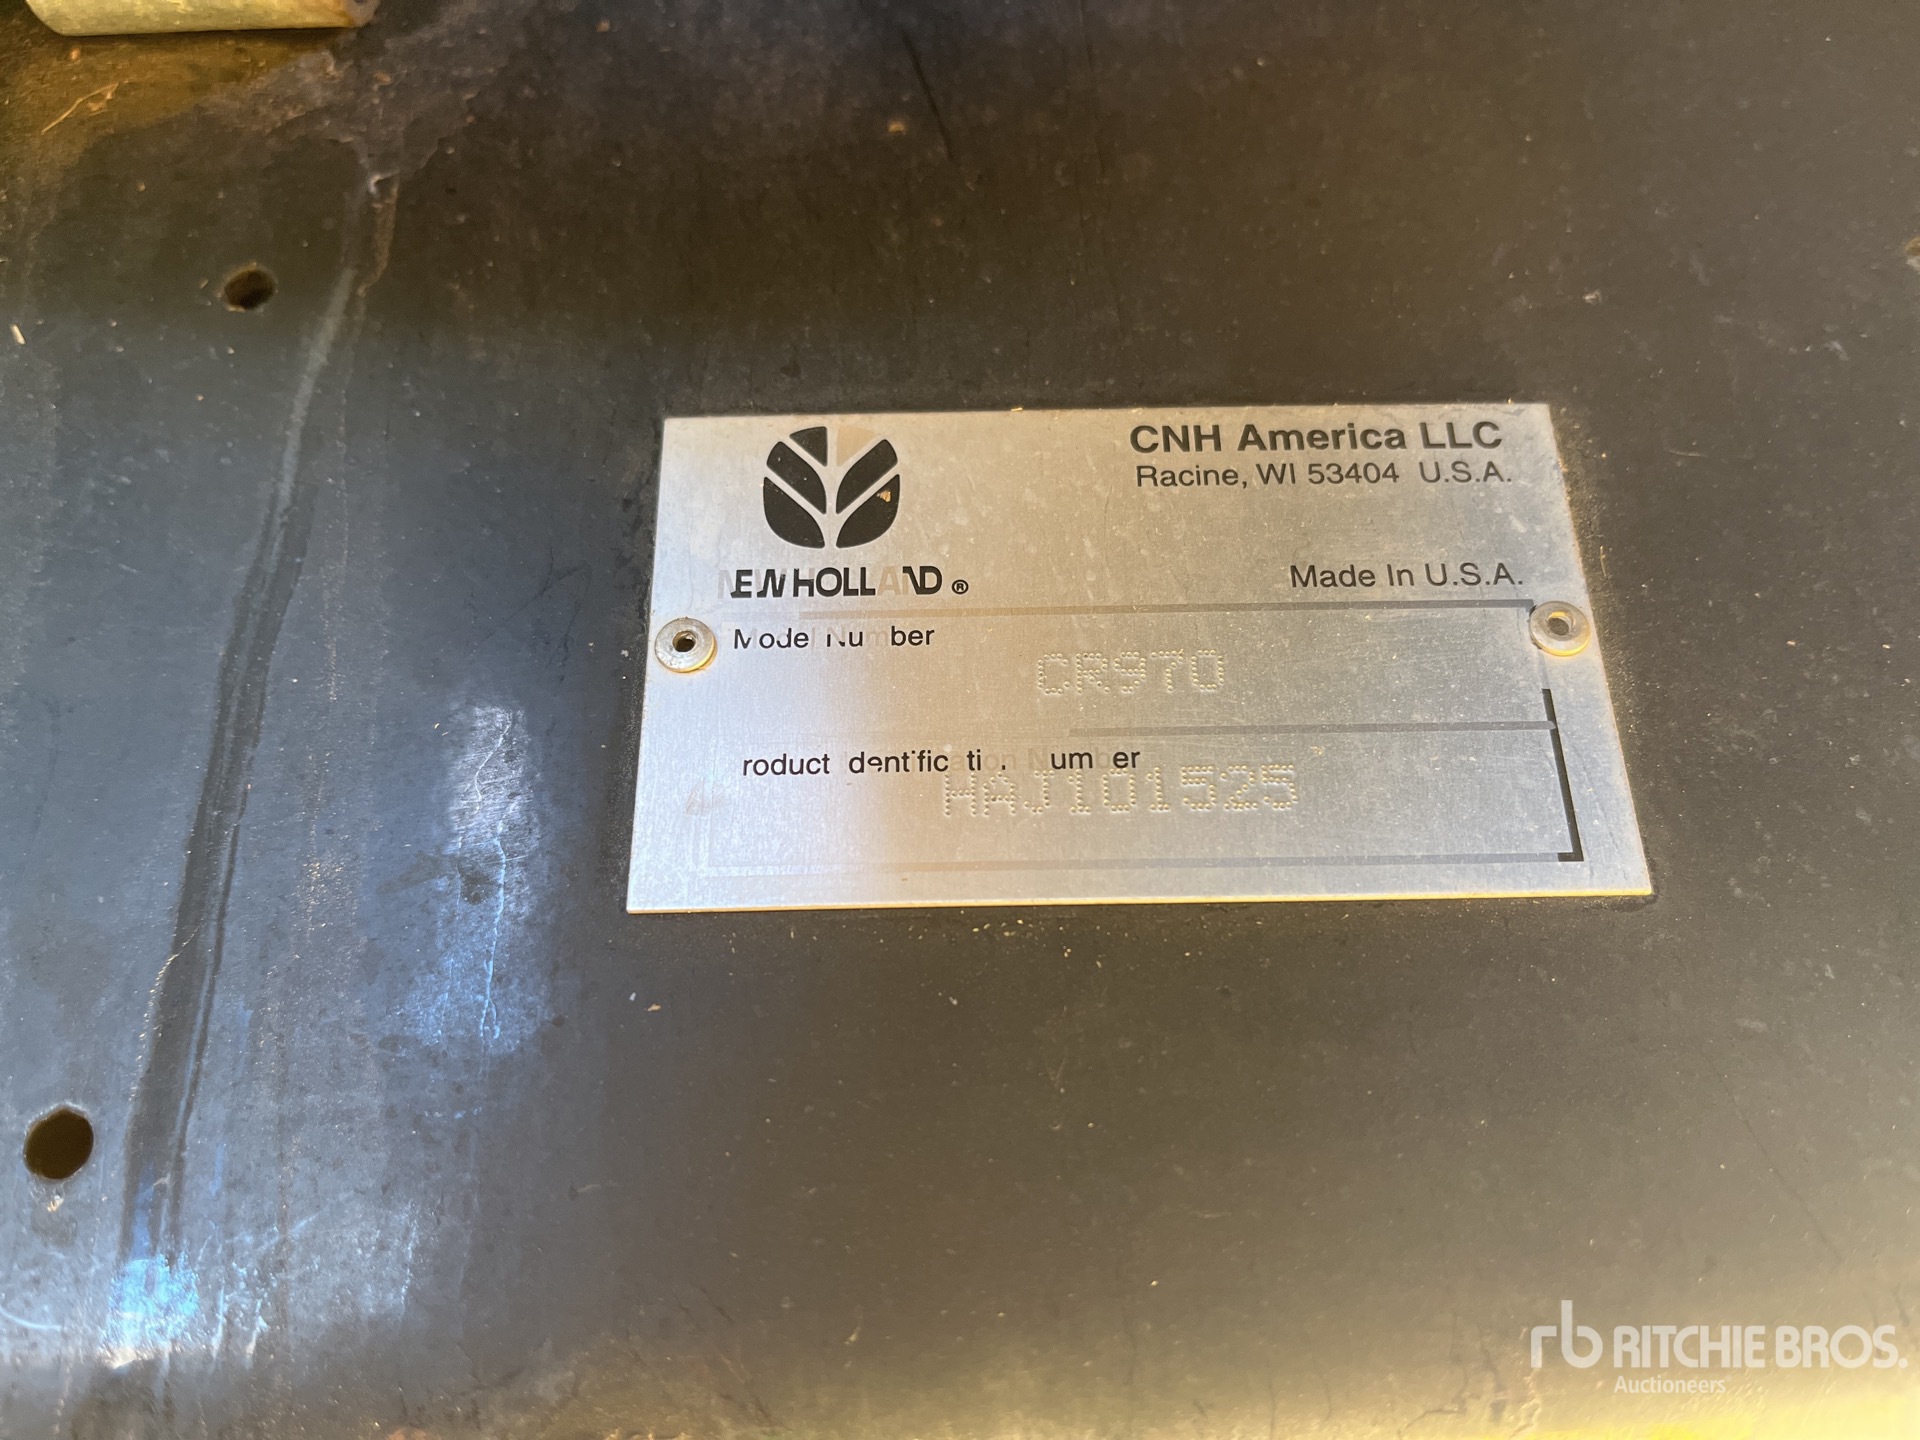 CNH America LLC
Racine, WI 53404 U.S.A.
NEW HOLLAND ®
Made In U.S.A.
Model Number
CR970
Product Identification Number
HAJ101525
rb RITCHIE BROS.
Auctioneers